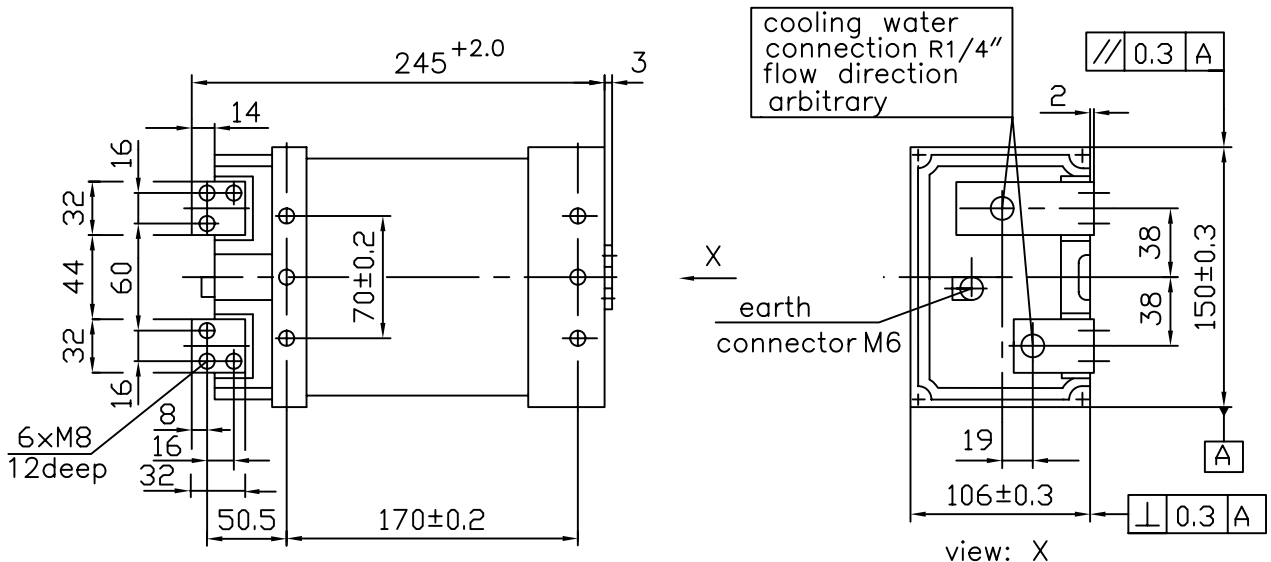 245 +2.0
3
14
16
32
44
60
32
16
70±0.2
8
16
32
6xM8
12deep
50.5
170±0.2
X
cooling water
connection R1/4"
flow direction
arbitrary
// 0.3 A
2
38
38
150±0.3
earth
connector M6
19
106±0.3
A
⊥ 0.3 A
view: X